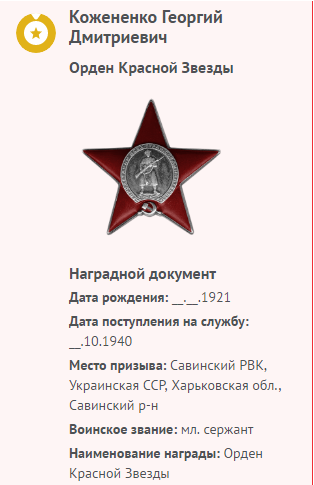 Кожененко Георгий
Дмитриевич
Орден Красной Звезды
Наградной документ
Дата рождения: __.__.1921
Дата поступления на службу:
__.10.1940
Место призыва: Савинский РВК,
Украинская ССР, Харьковская обл.,
Савинский р-н
Воинское звание: мл. сержант
Наименование награды: Орден
Красной Звезды